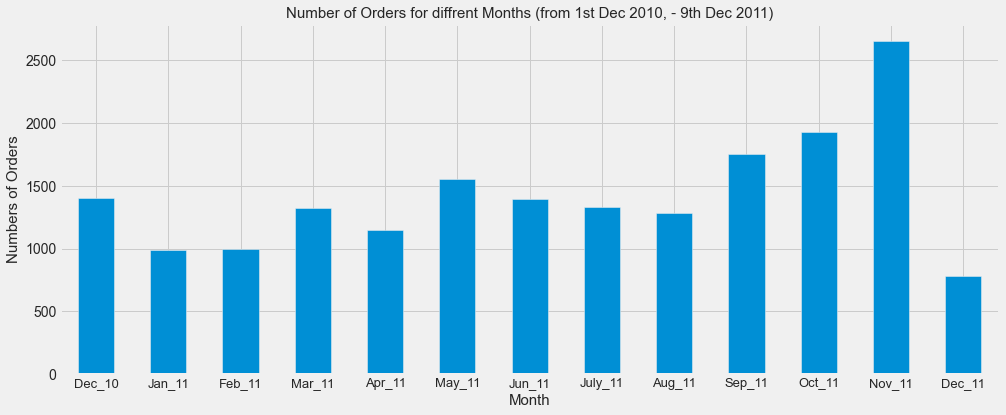 Number of Orders for diffrent Months (from 1st Dec 2010, - 9th Dec 2011)
Numbers of Orders
2500
2000
1500
1000
500
0
Dec_10 Jan_11 Feb_11 Mar_11 Apr_11 May_11 Jun_11 July_11 Aug_11 Sep_11 Oct_11 Nov_11 Dec_11
Month